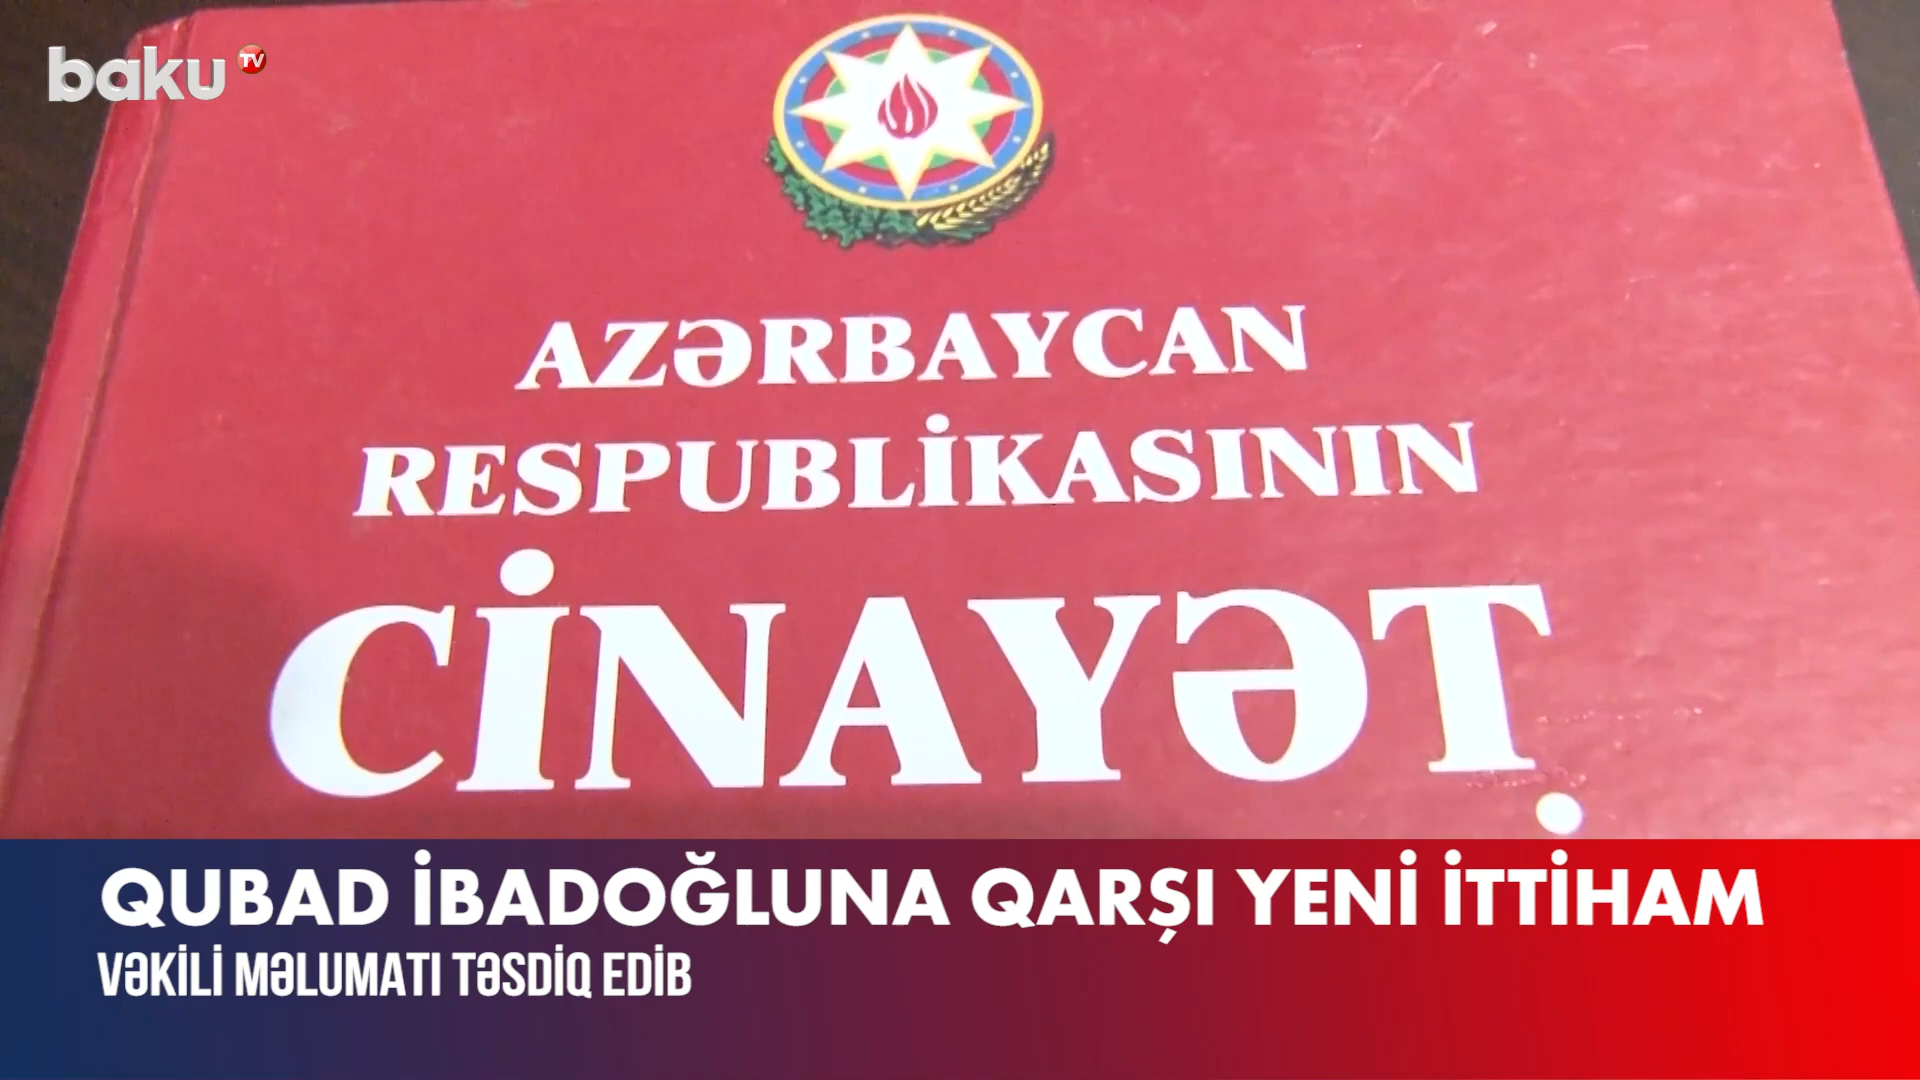 baku TV
AZƏRBAYCAN
RESPUBLİKASININ
CİNAYƏT
QUBAD İBADOĞLUNA QARŞI YENİ İTTİHAM
VƏKİLİ MƏLUMATI TƏSDİQ EDİB